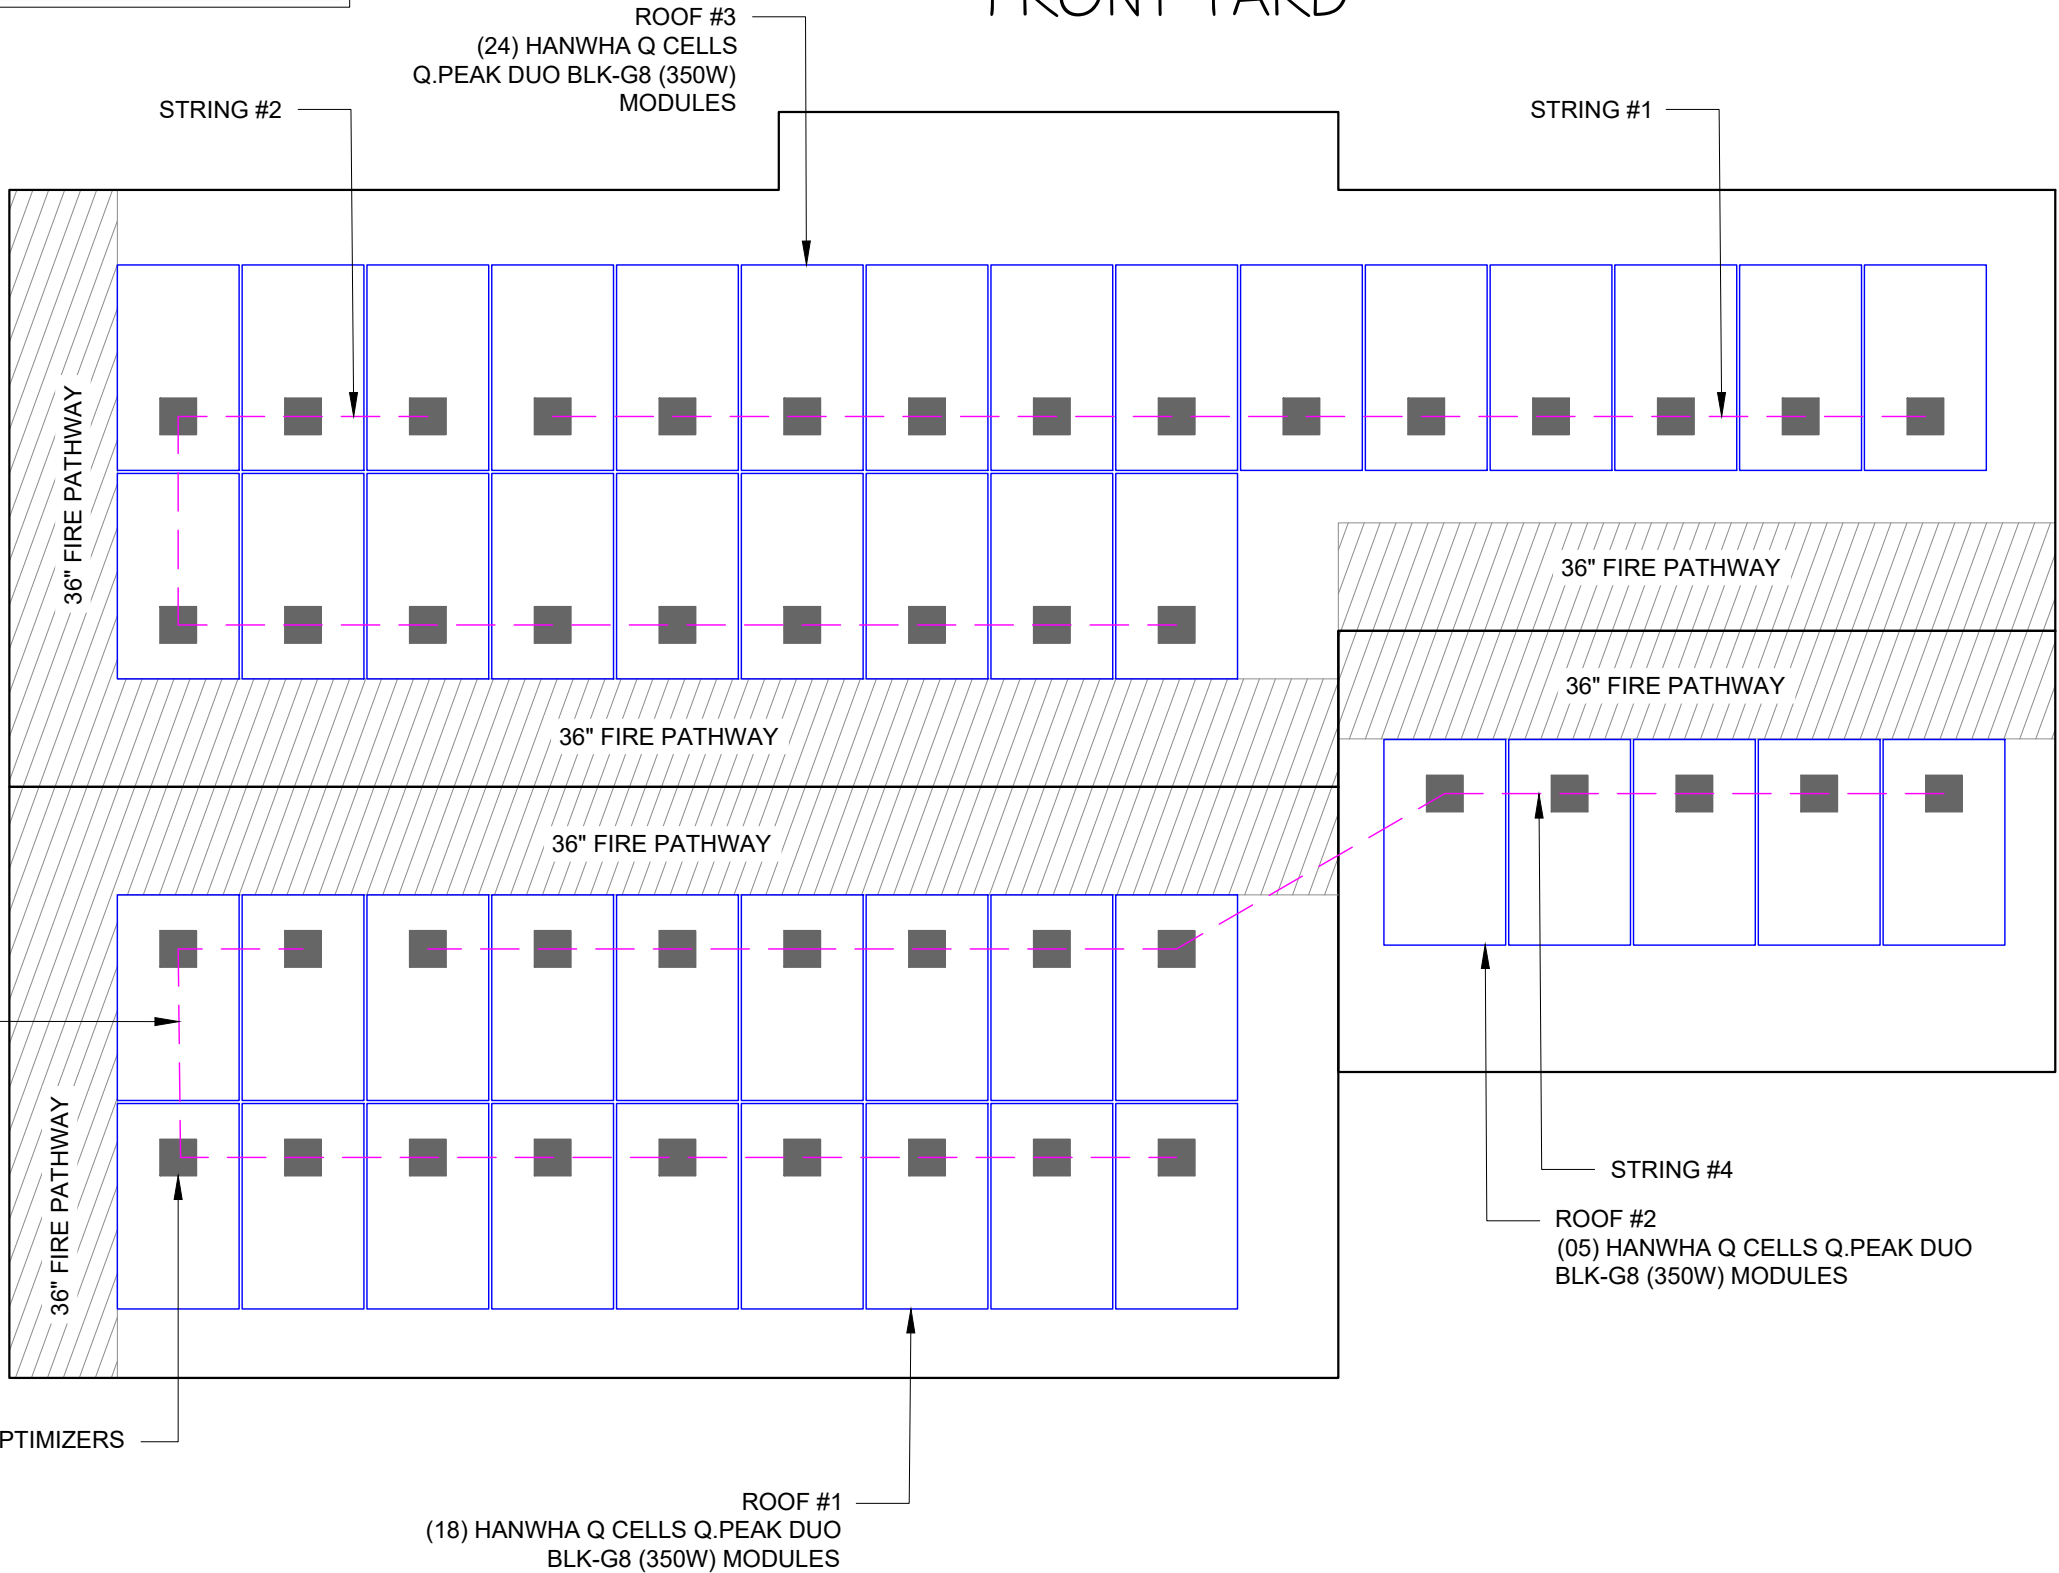 FRONT YARD
ROOF #3
(24) HANWHA Q CELLS
Q.PEAK DUO BLK-G8 (350W)
MODULES
STRING #2
STRING #1
36" FIRE PATHWAY
36" FIRE PATHWAY
36" FIRE PATHWAY
36" FIRE PATHWAY
36" FIRE PATHWAY
36" FIRE PATHWAY
STRING #4
ROOF #2
(05) HANWHA Q CELLS Q.PEAK DUO
BLK-G8 (350W) MODULES
PTIMIZERS
ROOF #1
(18) HANWHA Q CELLS Q.PEAK DUO
BLK-G8 (350W) MODULES